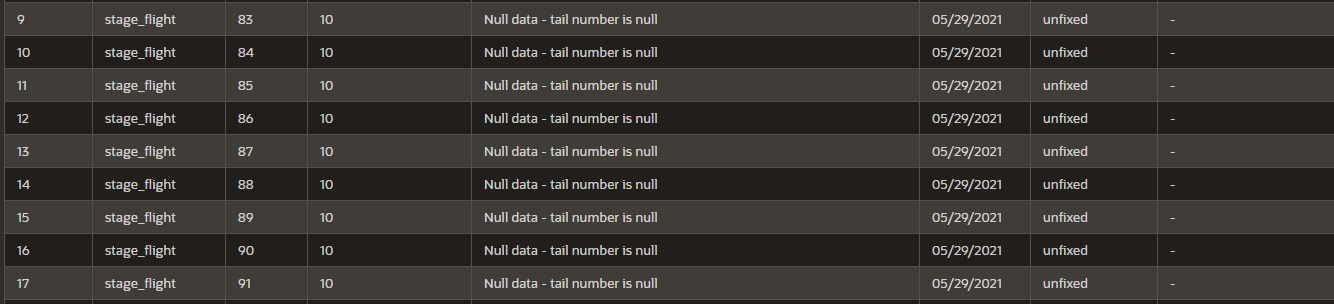 9 stage_flight 83 10 Null data - tail number is null 05/29/2021 unfixed -
10 stage_flight 84 10 Null data - tail number is null 05/29/2021 unfixed -
11 stage_flight 85 10 Null data - tail number is null 05/29/2021 unfixed -
12 stage_flight 86 10 Null data - tail number is null 05/29/2021 unfixed -
13 stage_flight 87 10 Null data - tail number is null 05/29/2021 unfixed -
14 stage_flight 88 10 Null data - tail number is null 05/29/2021 unfixed -
15 stage_flight 89 10 Null data - tail number is null 05/29/2021 unfixed -
16 stage_flight 90 10 Null data - tail number is null 05/29/2021 unfixed -
17 stage_flight 91 10 Null data - tail number is null 05/29/2021 unfixed -